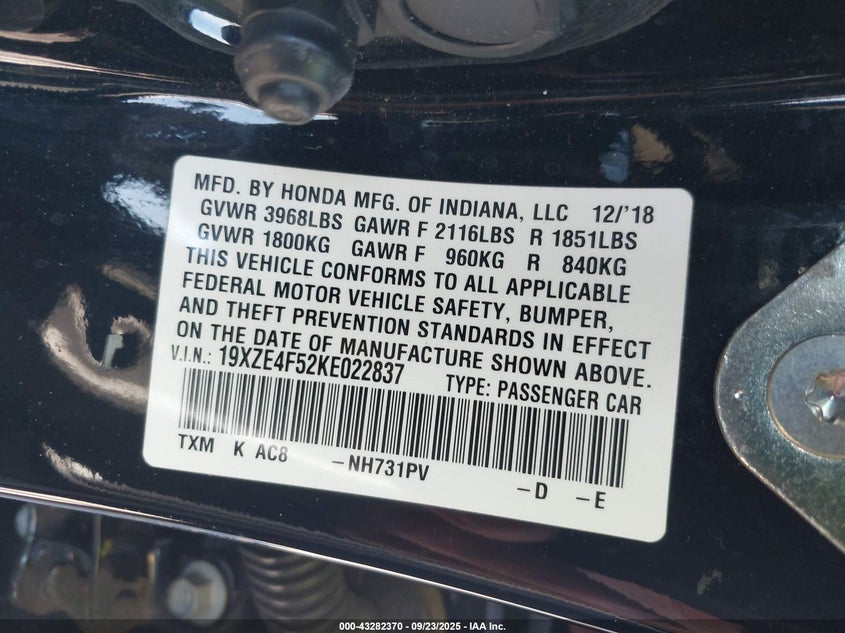 MFD. BY HONDA MFG. OF INDIANA, LLC 12/'18
GVWR 3968LBS GAWR F 2116LBS R 1851LBS
GVWR 1800KG GAWR F 960KG R 840KG
THIS VEHICLE CONFORMS TO ALL APPLICABLE
FEDERAL MOTOR VEHICLE SAFETY, BUMPER,
AND THEFT PREVENTION STANDARDS IN EFFECT
ON THE DATE OF MANUFACTURE SHOWN ABOVE.
V.I.N.: 19XZE4F52KE022837 TYPE: PASSENGER CAR
TXM K AC8 -NH731PV -D -E
000-43282370 - 09/23/2025 - IAA Inc.